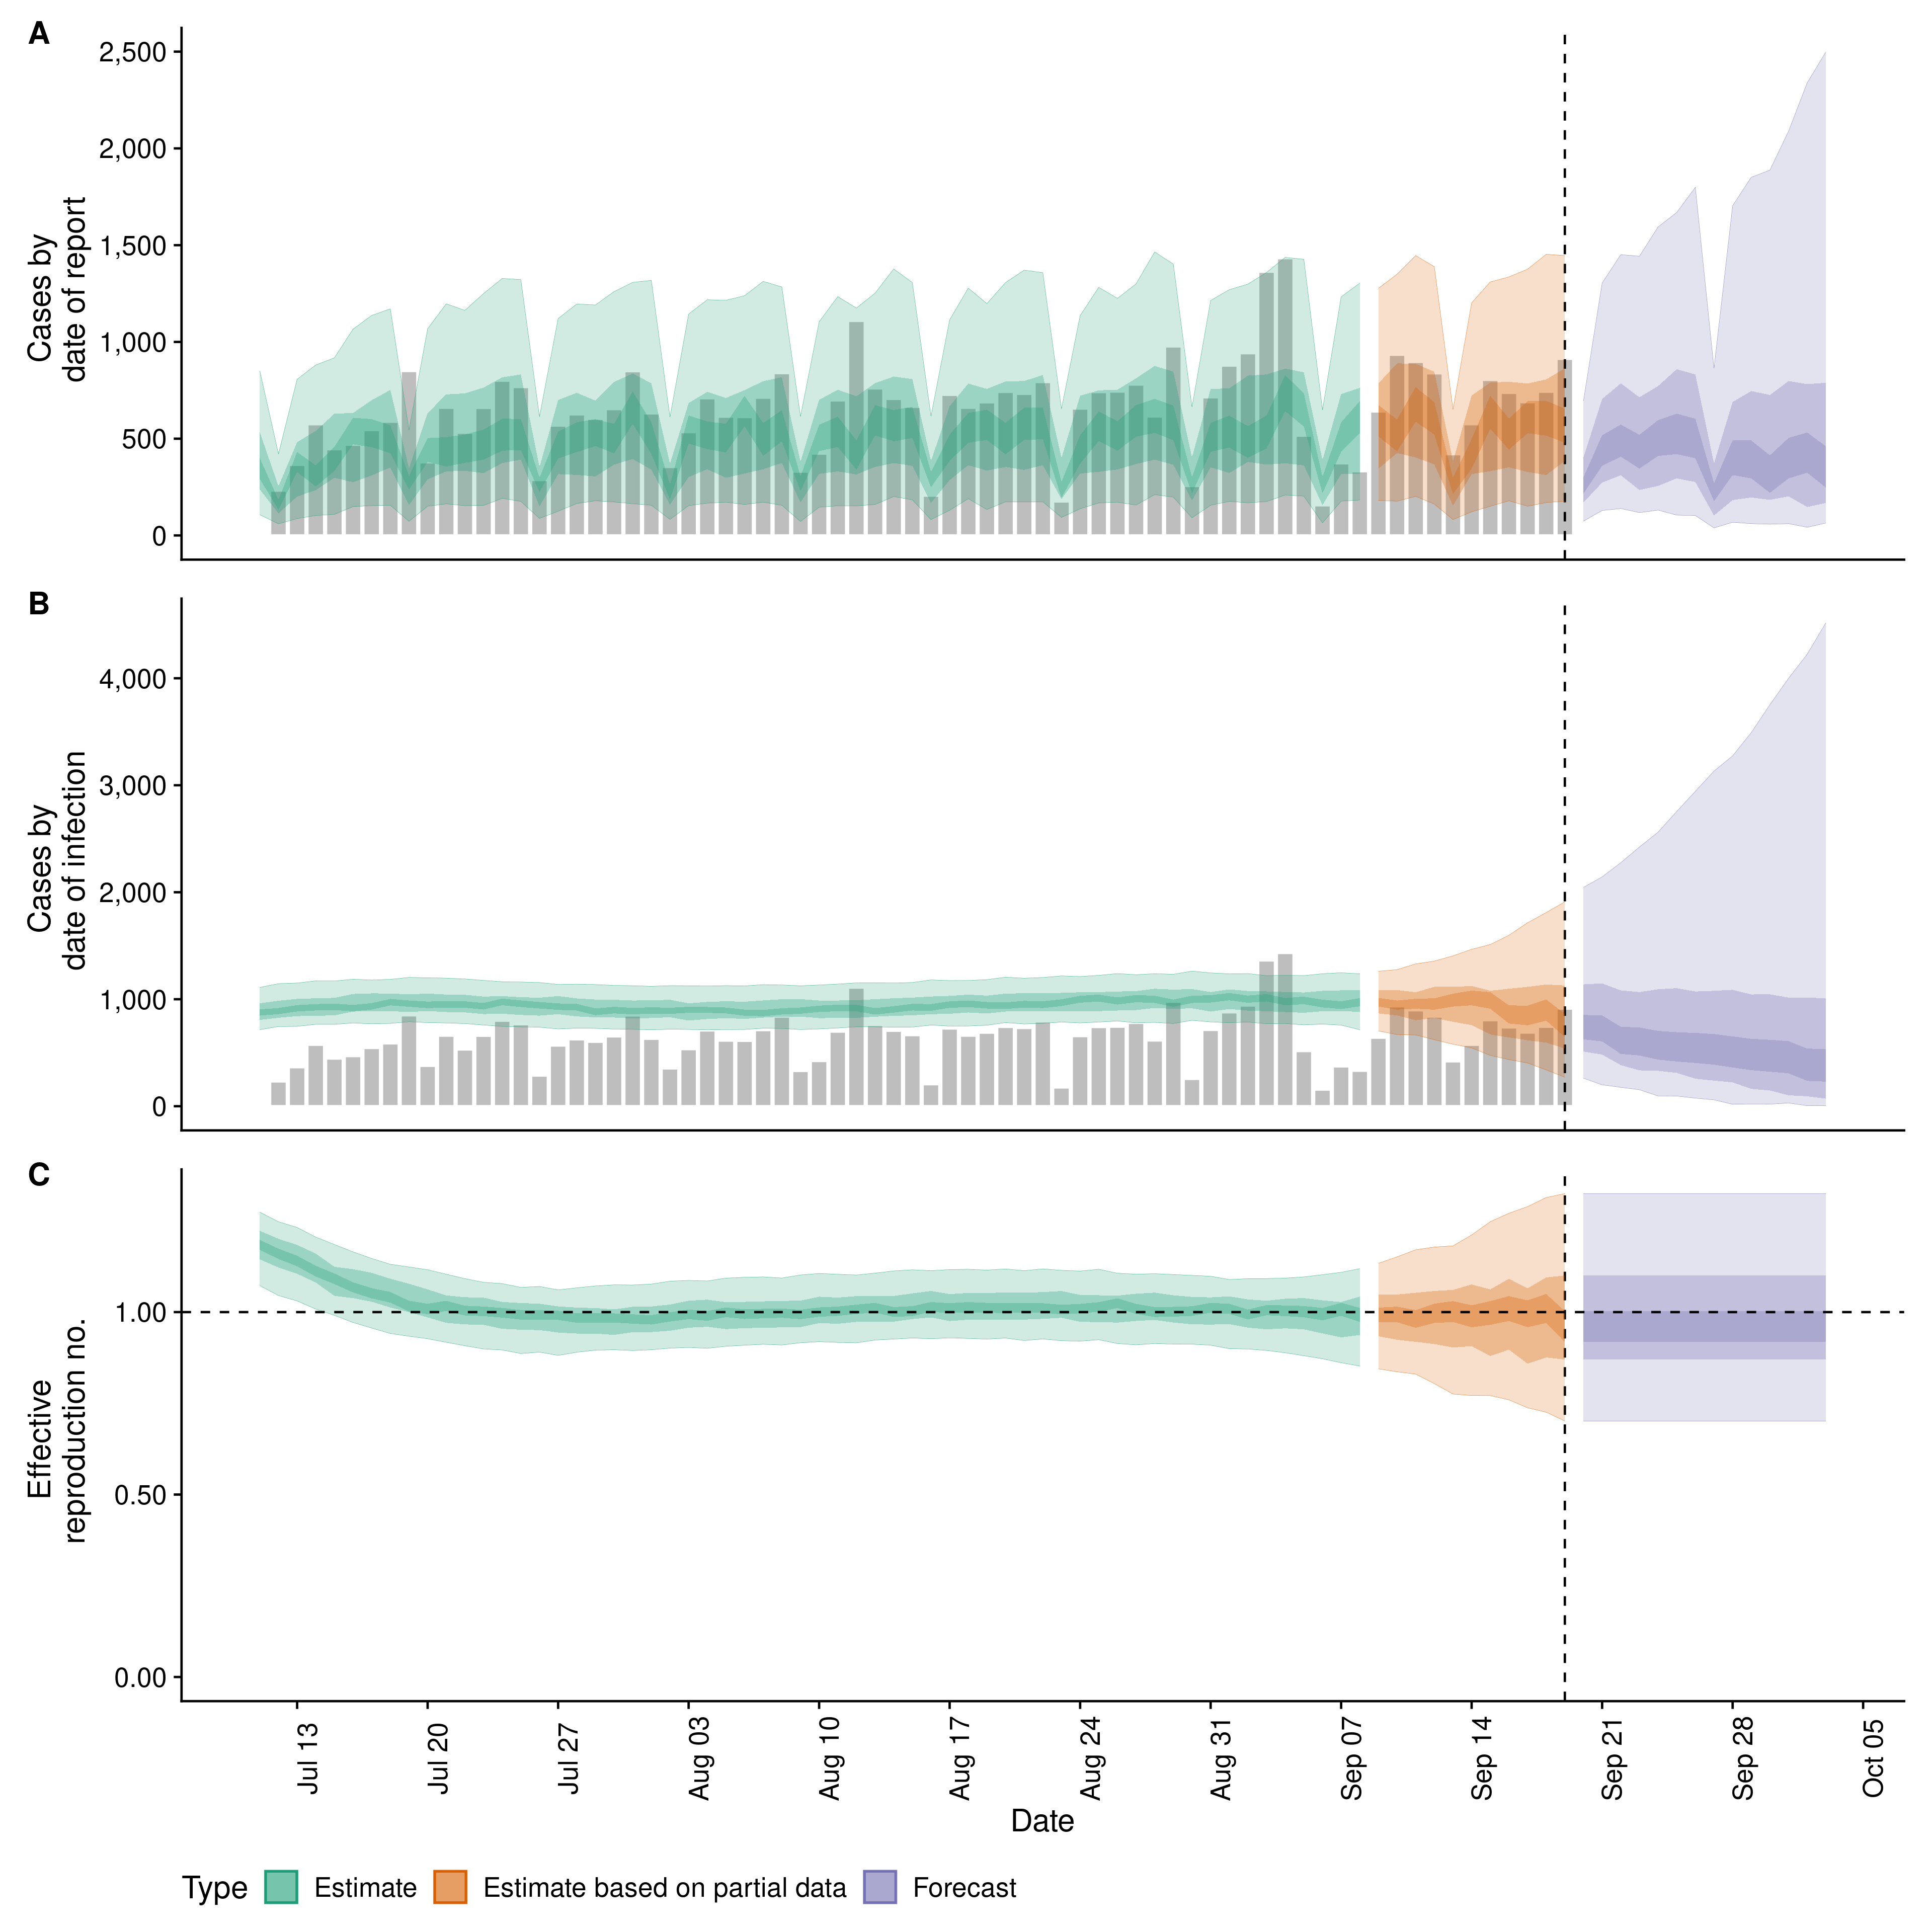 A
2,500
2,000
1,500
1,000
500
0
Cases by
date of report
B
4,000
3,000
2,000
1,000
0
Cases by
date of infection
C
1.00
0.50
0.00
Effective
reproduction no.
Jul 13
Jul 20
Jul 27
Aug 03
Aug 10
Aug 17
Aug 24
Aug 31
Sep 07
Sep 14
Sep 21
Sep 28
Oct 05
Date
Type Estimate Estimate based on partial data Forecast